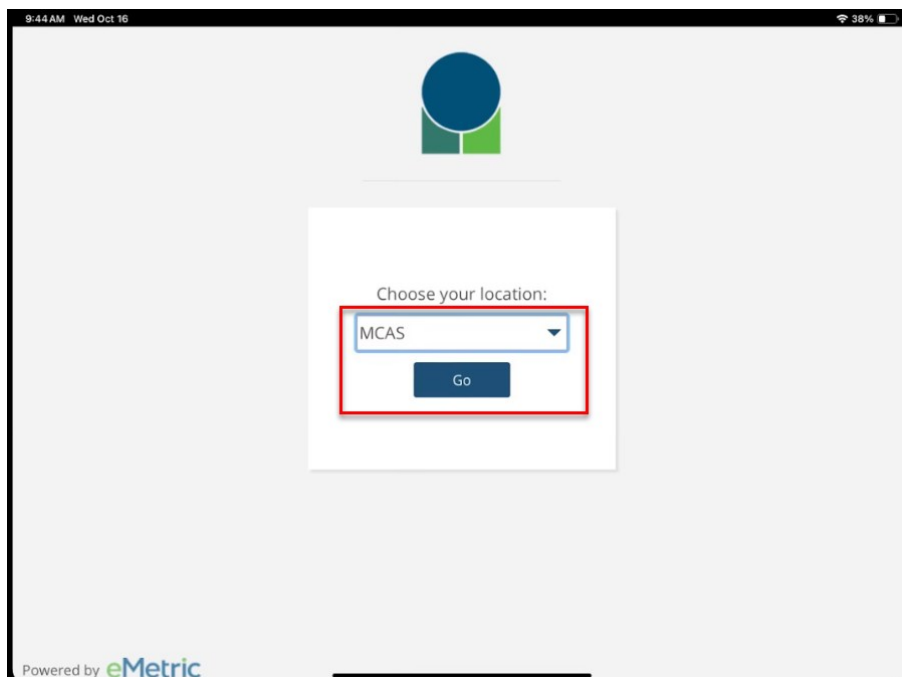 9:44 AM Wed Oct 16 38%
Choose your location:
MCAS
Go
Powered by eMetric